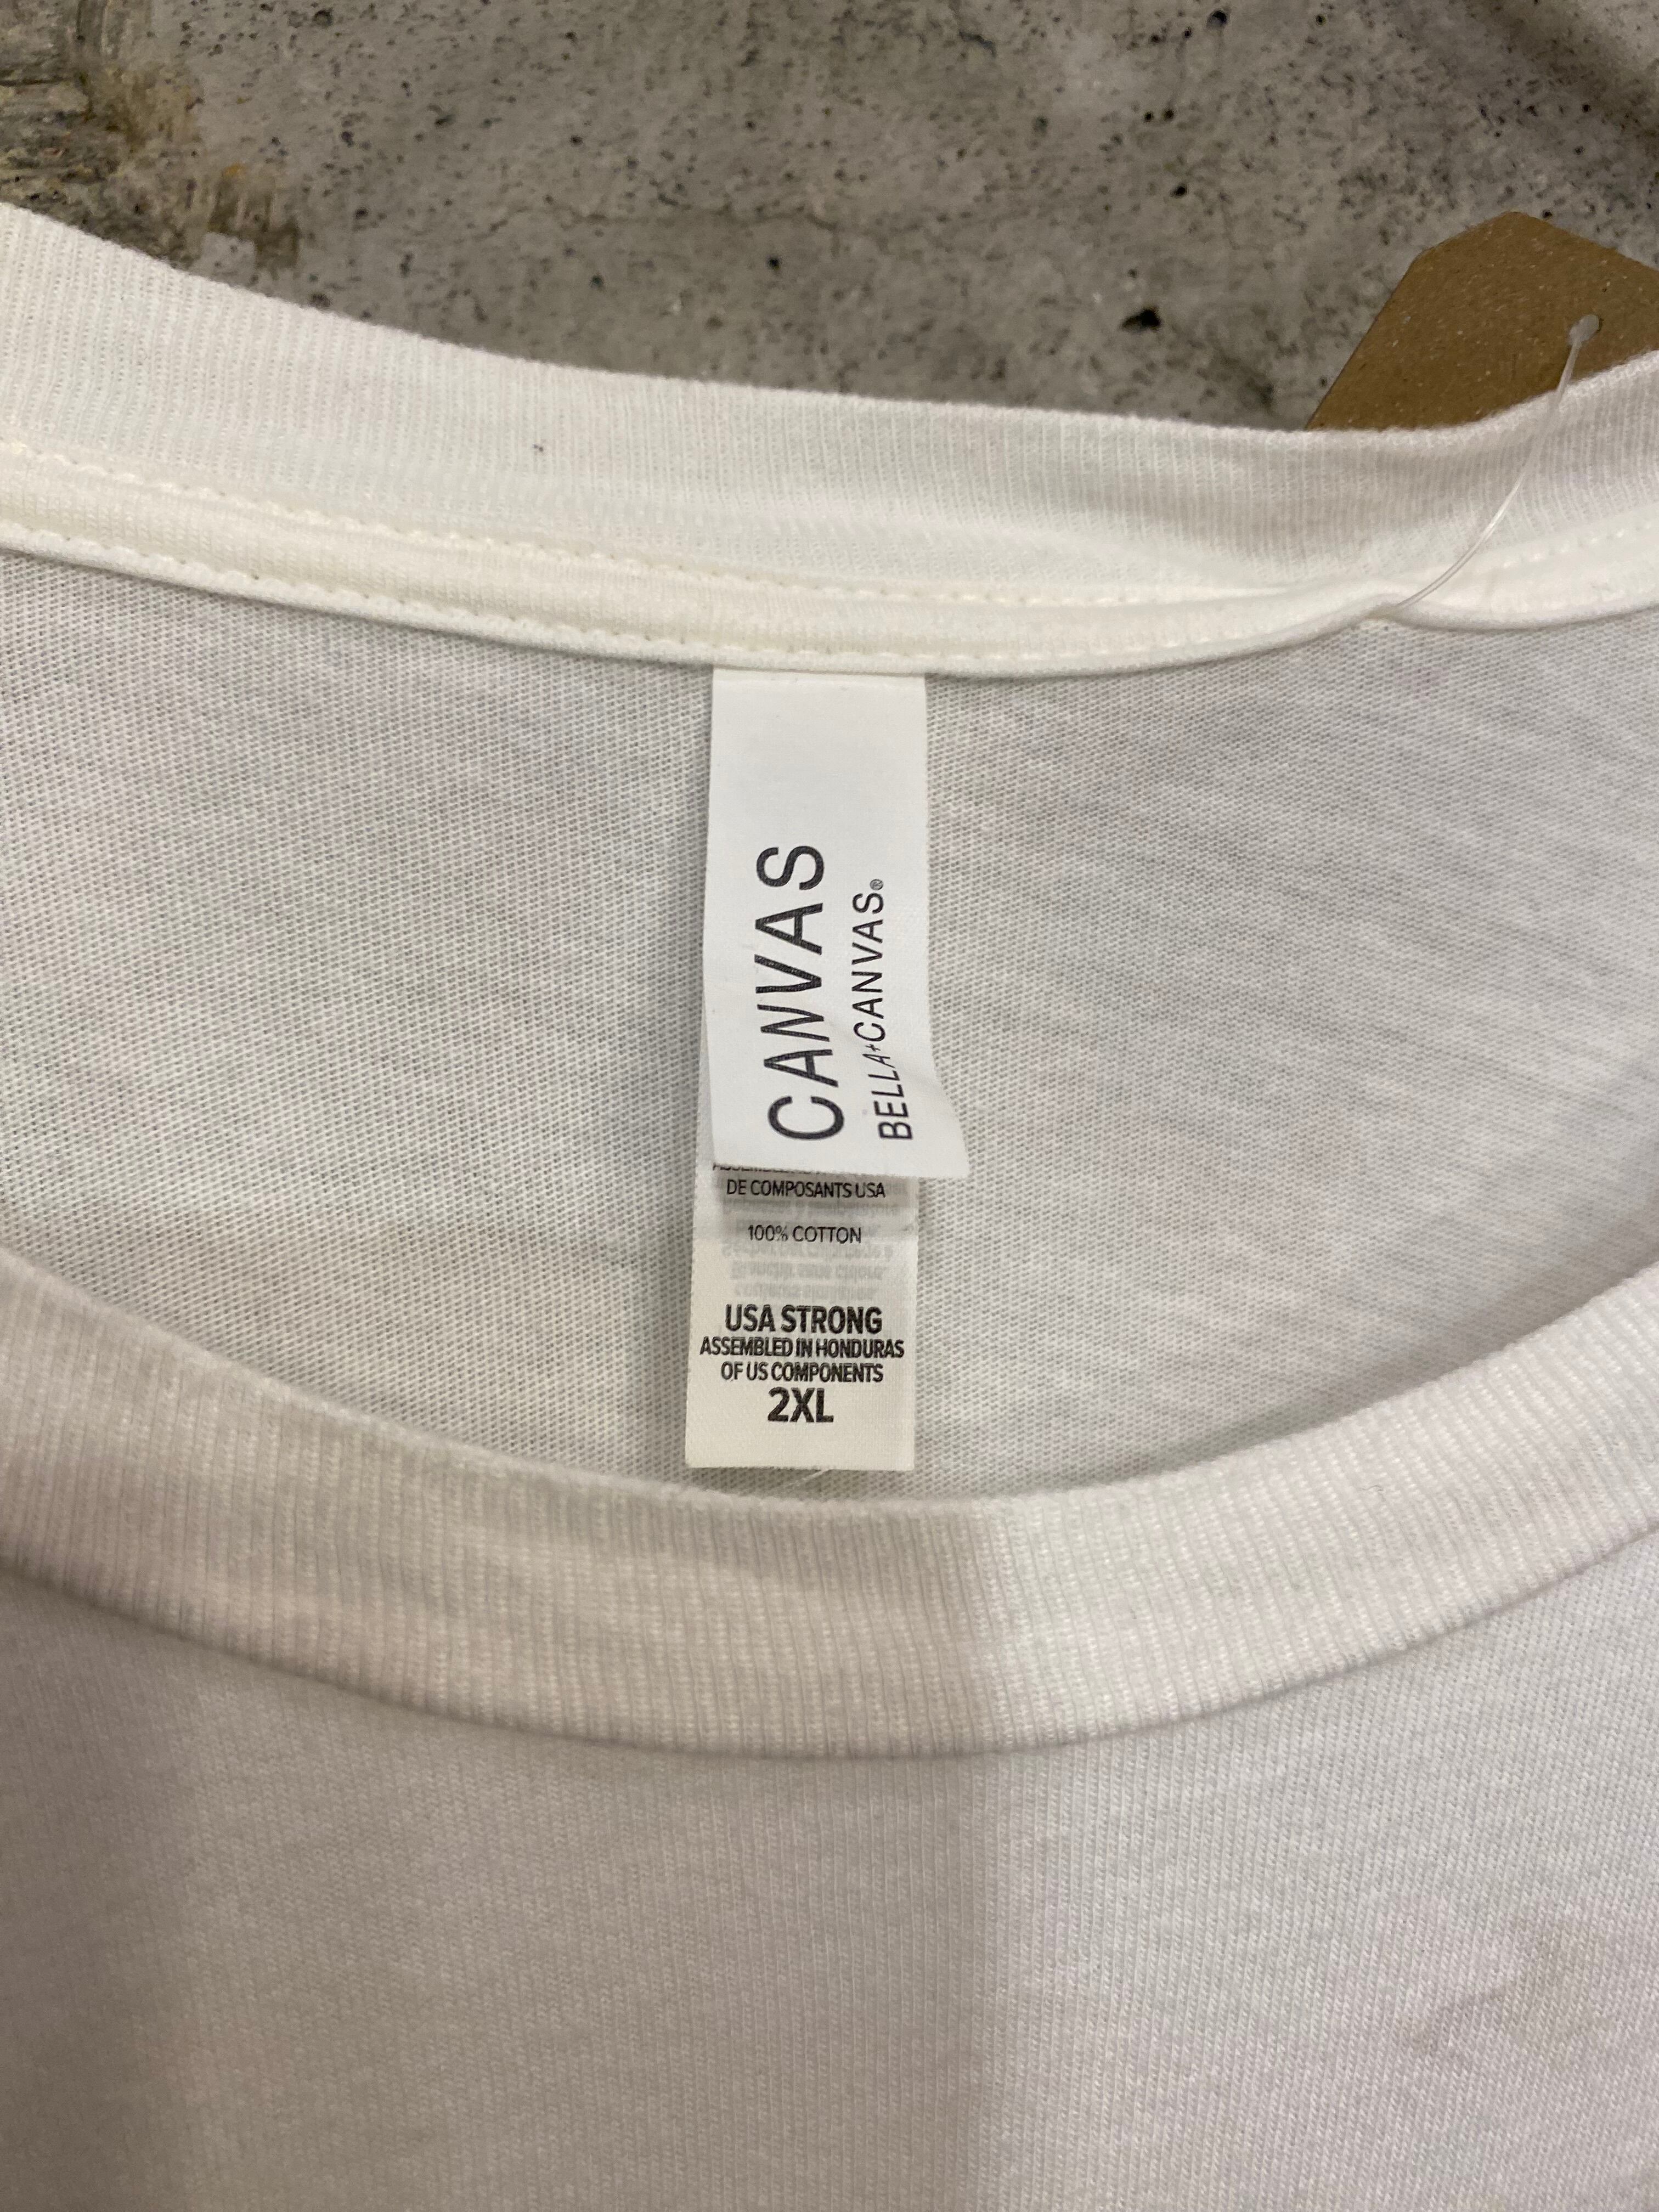 CANVAS
BELLA+CANVAS®
DE COMPOSANTS USA
100% COTTON
USA STRONG
ASSEMBLED IN HONDURAS
OF US COMPONENTS
2XL